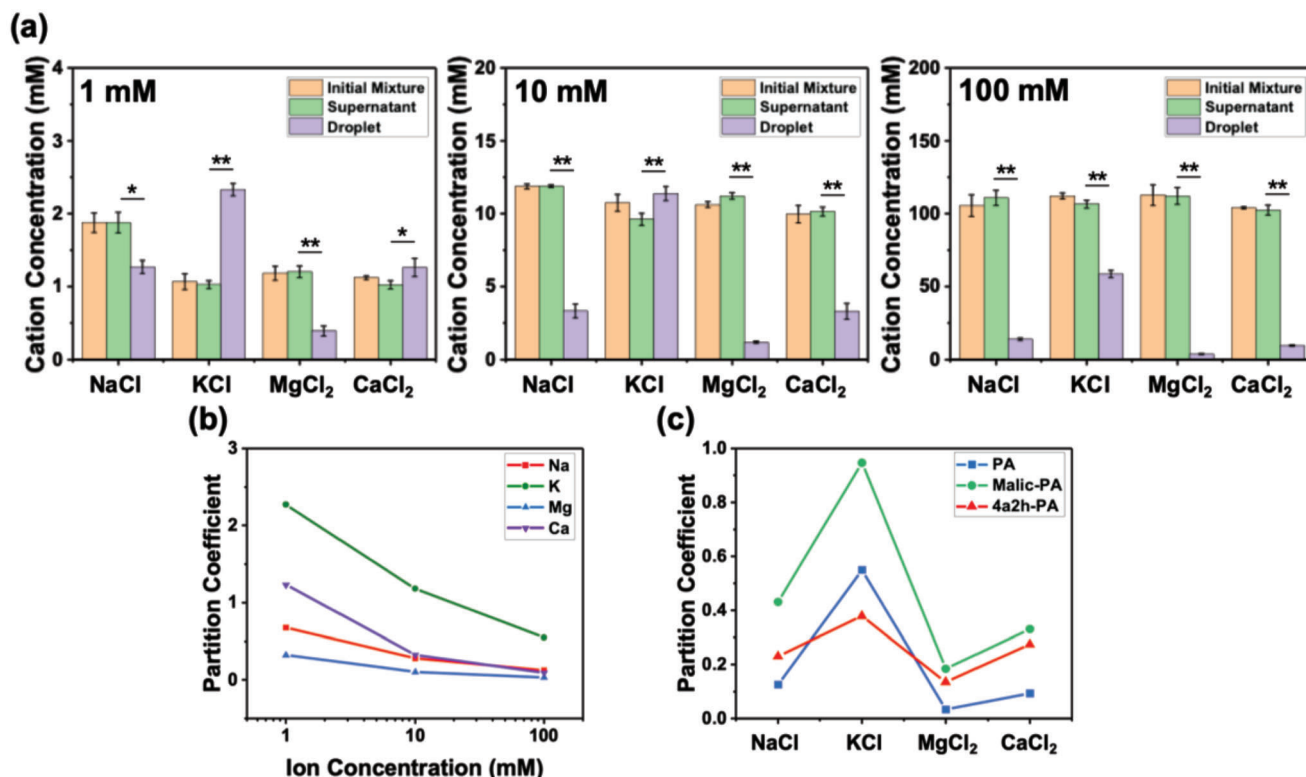 (a)
Cation Concentration (mM)
4
3
2
1
0
1 mM
Initial Mixture
Supernatant
Droplet
*
**
**
*
NaCl
KCl
MgCl₂
CaCl₂
Cation Concentration (mM)
20
15
10
5
0
10 mM
Initial Mixture
Supernatant
Droplet
**
**
**
**
NaCl
KCl
MgCl₂
CaCl₂
Cation Concentration (mM)
200
150
100
50
0
100 mM
Initial Mixture
Supernatant
Droplet
**
**
**
**
NaCl
KCl
MgCl₂
CaCl₂
(b)
Partition Coefficient
3
2
1
0
Na
K
Mg
Ca
1
10
100
Ion Concentration (mM)
(c)
Partition Coefficient
1.0
0.8
0.6
0.4
0.2
0.0
PA
Malic-PA
4a2h-PA
NaCl
KCl
MgCl₂
CaCl₂